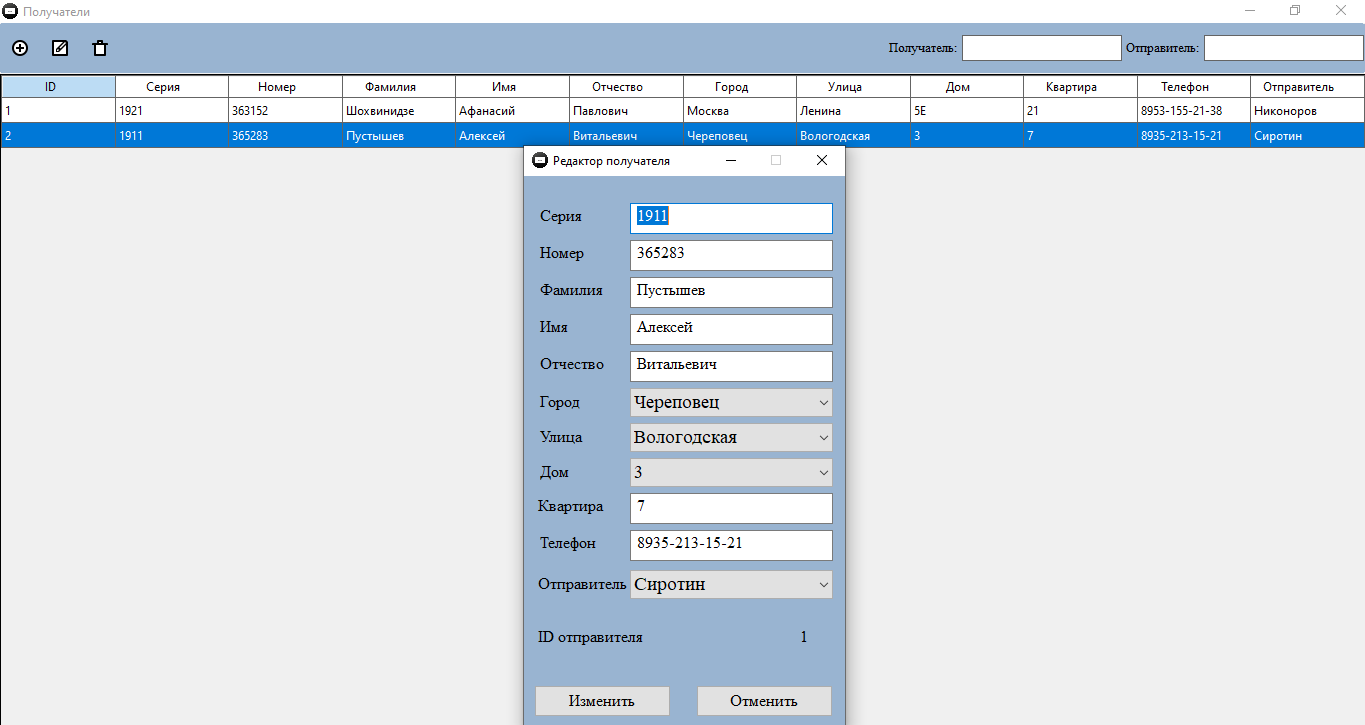 Получатели
Получатель: Отправитель:
ID Серия Номер Фамилия Имя Отчество Город Улица Дом Квартира Телефон Отправитель
1 1921 363152 Шохвинидзе Афанасий Павлович Москва Ленина 5Е 21 8953-155-21-38 Никоноров
2 1911 365283 Пустышев Алексей Витальевич Череповец Вологодская 3 7 8935-213-15-21 Сиротин
Редактор получателя
Серия 1911
Номер 365283
Фамилия Пустышев
Имя Алексей
Отчество Витальевич
Город Череповец
Улица Вологодская
Дом 3
Квартира 7
Телефон 8935-213-15-21
Отправитель Сиротин
ID отправителя 1
Изменить Отменить